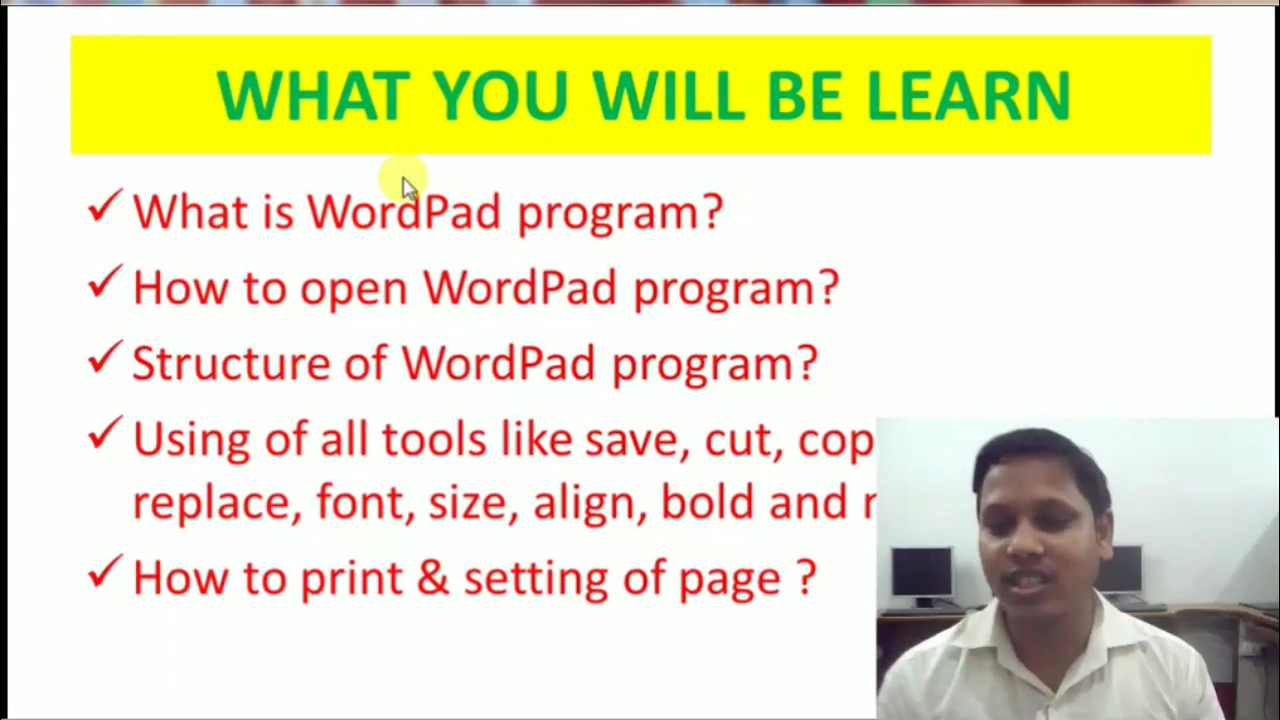 WHAT YOU WILL BE LEARN
✓ What is WordPad program?
✓ How to open WordPad program?
✓ Structure of WordPad program?
✓ Using of all tools like save, cut,
replace, font, size, align, bold and
✓ How to print & setting of page ?